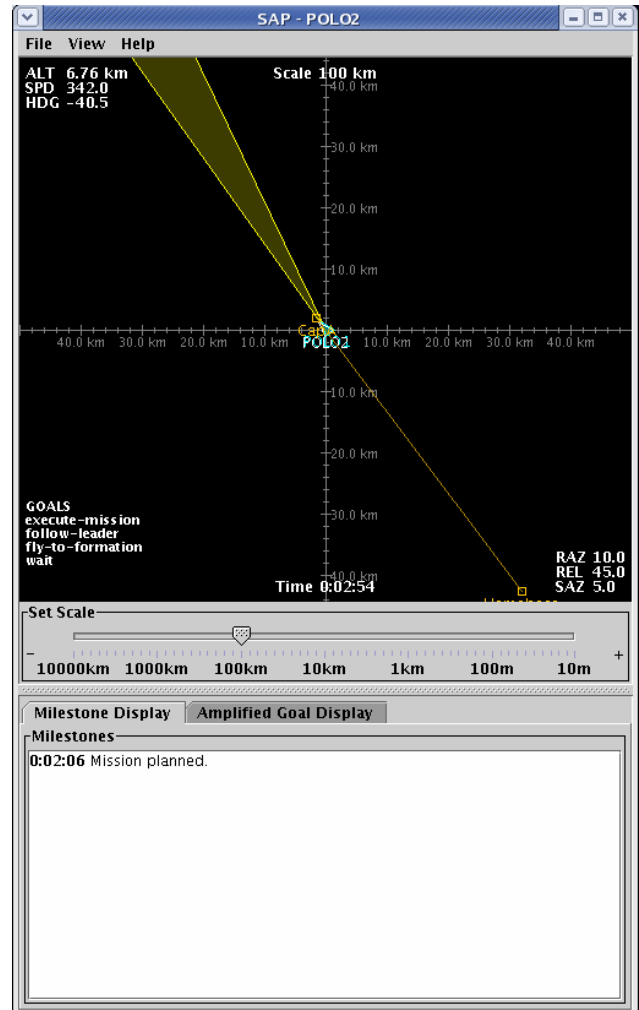 SAP - POLO2
File View Help
ALT 6.76 km
SPD 342.0
HDG -40.5
Scale 100 km
40.0 km
30.0 km
20.0 km
10.0 km
CapA
40.0 km 30.0 km 20.0 km 10.0 km POLO2 10.0 km 20.0 km 30.0 km 40.0 km
10.0 km
20.0 km
30.0 km
40.0 km
GOALS
execute-mission
follow-leader
fly-to-formation
wait
RAZ 10.0
REL 45.0
SAZ 5.0
Time 0:02:54
Set Scale
- +
10000km 1000km 100km 10km 1km 100m 10m
Milestone Display Amplified Goal Display
Milestones
0:02:06 Mission planned.